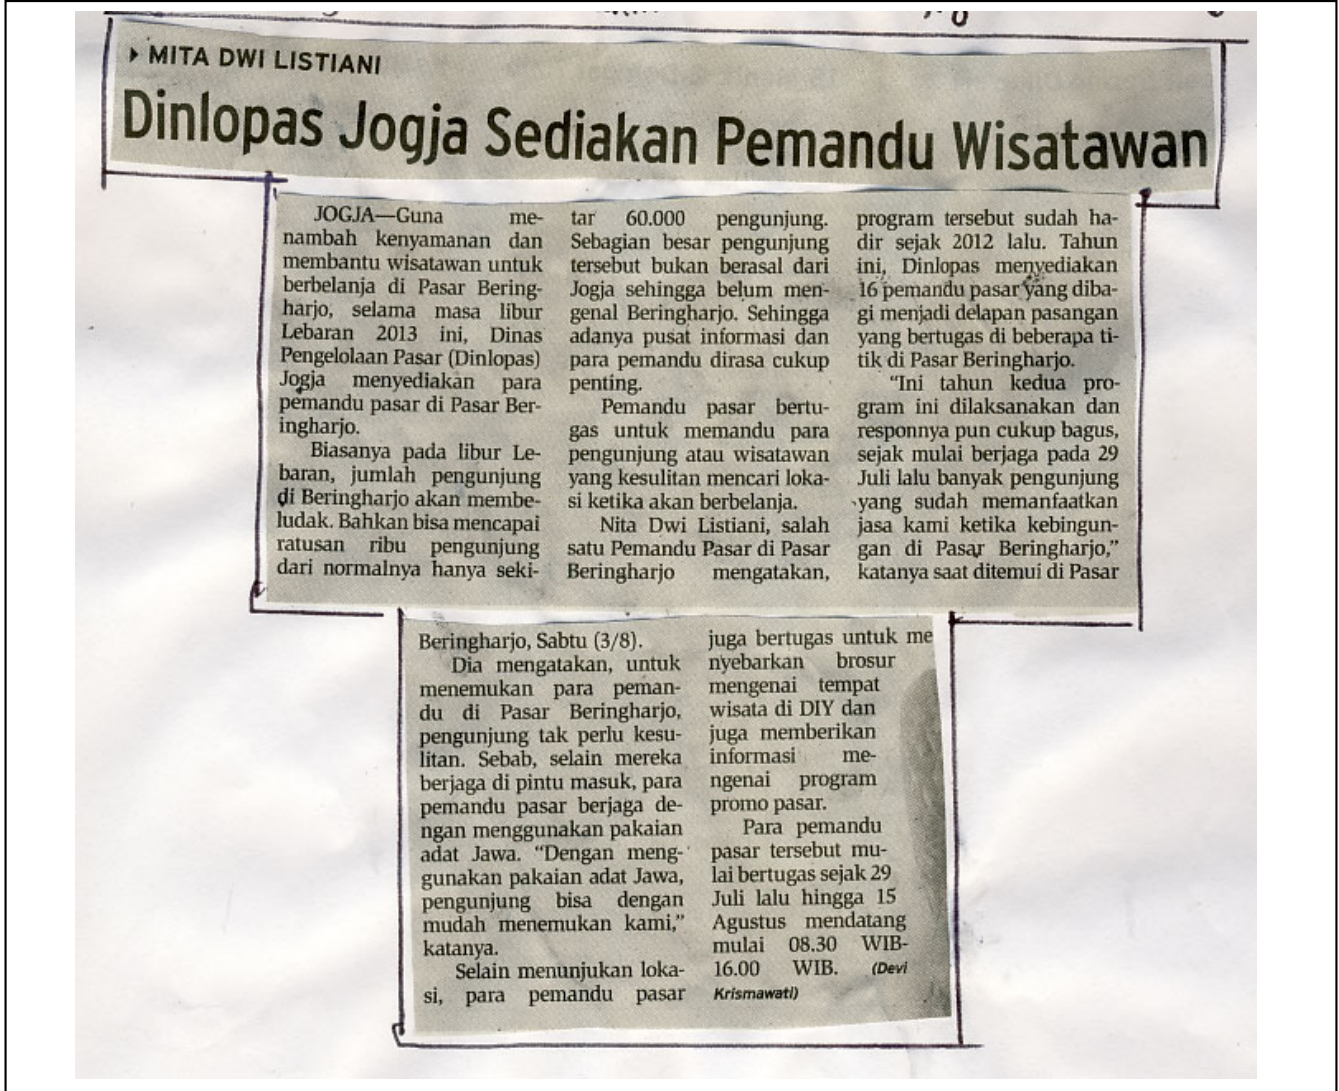 ▸ MITA DWI LISTIANI
Dinlopas Jogja Sediakan Pemandu Wisatawan
JOGJA—Guna me-
nambah kenyamanan dan
membantu wisatawan untuk
berbelanja di Pasar Bering-
harjo, selama masa libur
Lebaran 2013 ini, Dinas
Pengelolaan Pasar (Dinlopas)
Jogja menyediakan para
pemandu pasar di Pasar Ber-
ingharjo.
Biasanya pada libur Le-
baran, jumlah pengunjung
di Beringharjo akan membe-
ludak. Bahkan bisa mencapai
ratusan ribu pengunjung
dari normalnya hanya seki-
tar 60.000 pengunjung.
Sebagian besar pengunjung
tersebut bukan berasal dari
Jogja sehingga belum men-
genal Beringharjo. Sehingga
adanya pusat informasi dan
para pemandu dirasa cukup
penting.
Pemandu pasar bertu-
gas untuk memandu para
pengunjung atau wisatawan
yang kesulitan mencari loka-
si ketika akan berbelanja.
Nita Dwi Listiani, salah
satu Pemandu Pasar di Pasar
Beringharjo mengatakan,
program tersebut sudah ha-
dir sejak 2012 lalu. Tahun
ini, Dinlopas menyediakan
16 pemandu pasar yang diba-
gi menjadi delapan pasangan
yang bertugas di beberapa ti-
tik di Pasar Beringharjo.
“Ini tahun kedua pro-
gram ini dilaksanakan dan
responnya pun cukup bagus,
sejak mulai berjaga pada 29
Juli lalu banyak pengunjung
yang sudah memanfaatkan
jasa kami ketika kebingun-
gan di Pasar Beringharjo,”
katanya saat ditemui di Pasar
Beringharjo, Sabtu (3/8).
Dia mengatakan, untuk
menemukan para peman-
du di Pasar Beringharjo,
pengunjung tak perlu kesu-
litan. Sebab, selain mereka
berjaga di pintu masuk, para
pemandu pasar berjaga de-
ngan menggunakan pakaian
adat Jawa. “Dengan meng-
gunakan pakaian adat Jawa,
pengunjung bisa dengan
mudah menemukan kami,”
katanya.
Selain menunjukan loka-
si, para pemandu pasar
juga bertugas untuk me
nyebarkan brosur
mengenai tempat
wisata di DIY dan
juga memberikan
informasi me-
ngenai program
promo pasar.
Para pemandu
pasar tersebut mu-
lai bertugas sejak 29
Juli lalu hingga 15
Agustus mendatang
mulai 08.30 WIB-
16.00 WIB. (Devi
Krismawati)